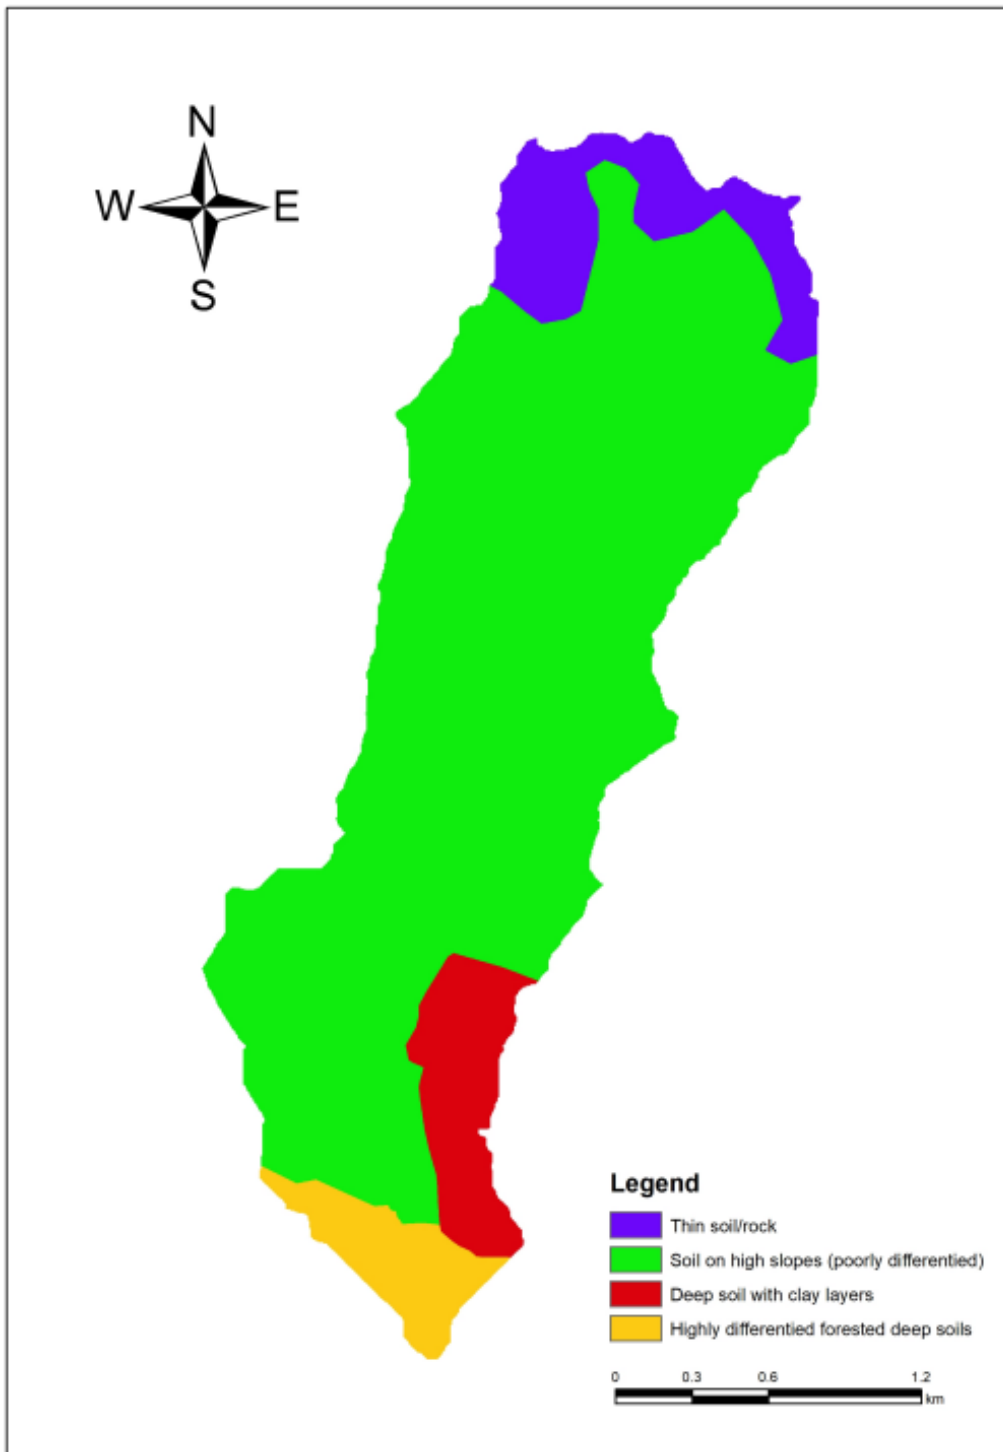 N
W E
S
Legend
Thin soil/rock
Soil on high slopes (poorly differentied)
Deep soil with clay layers
Highly differentied forested deep soils
0 0.3 0.6 1.2
km